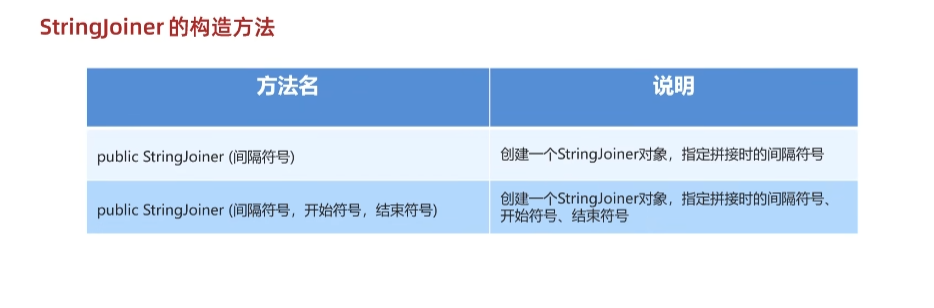 StringJoiner 的构造方法
方法名
说明
public StringJoiner (间隔符号)
创建一个StringJoiner对象，指定拼接时的间隔符号
public StringJoiner (间隔符号，开始符号，结束符号)
创建一个StringJoiner对象，指定拼接时的间隔符号、
开始符号、结束符号